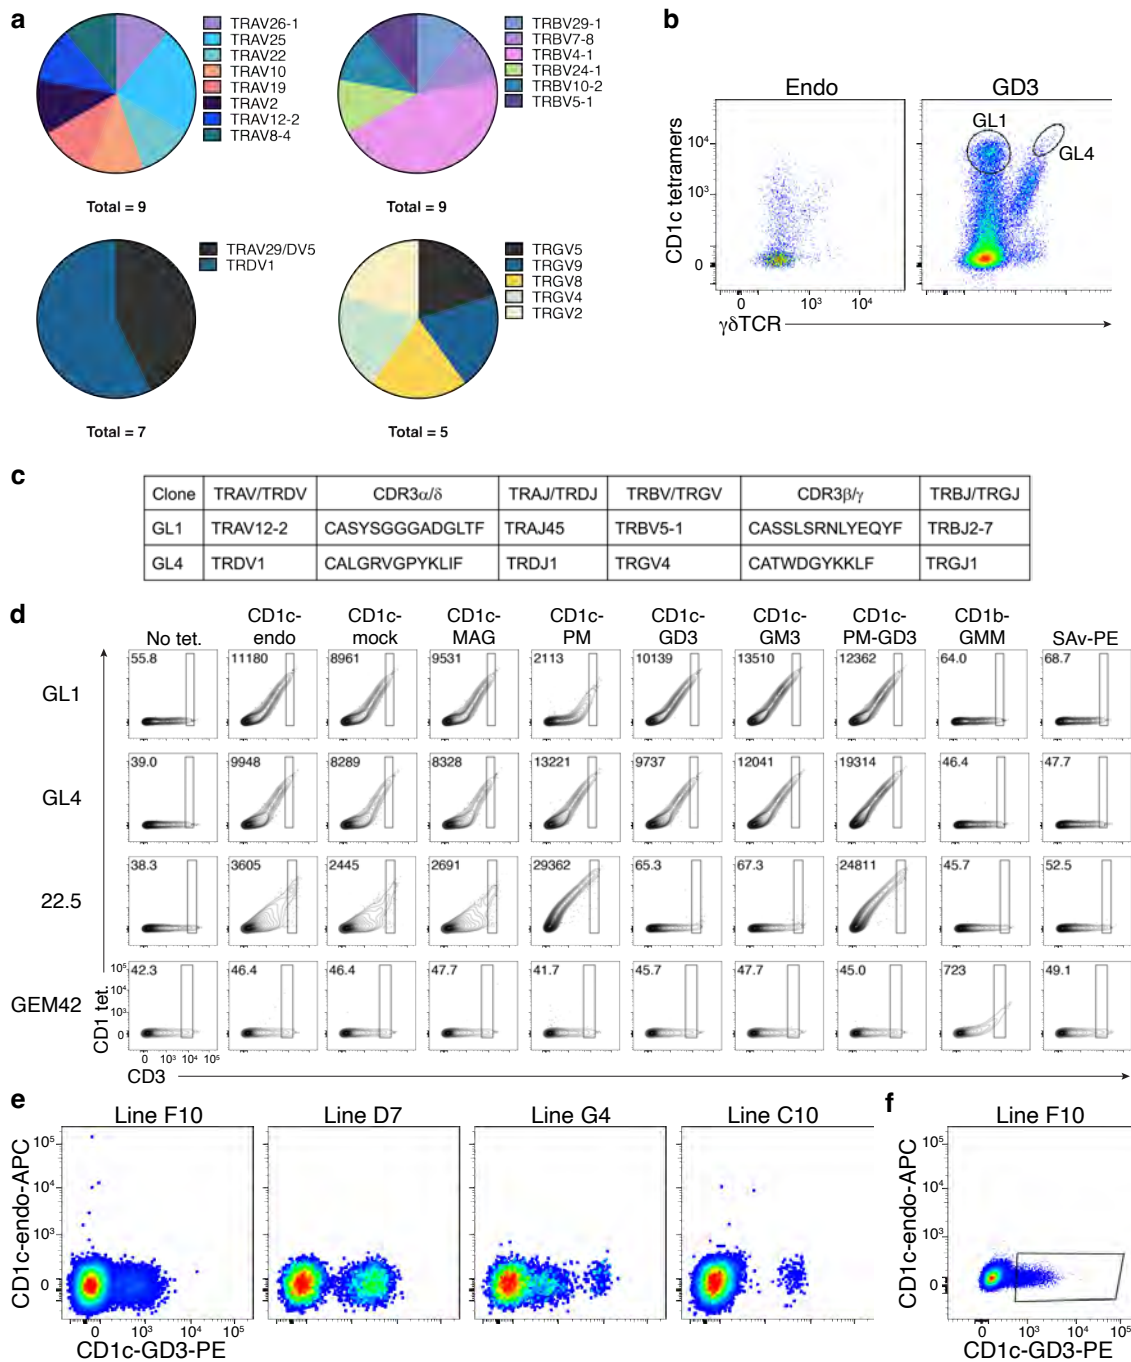 a
TRAV26-1
TRAV25
TRAV22
TRAV10
TRAV19
TRAV2
TRAV12-2
TRAV8-4
Total = 9
TRBV29-1
TRBV7-8
TRBV4-1
TRBV24-1
TRBV10-2
TRBV5-1
Total = 9
TRAV29/DV5
TRDV1
Total = 7
TRGV5
TRGV9
TRGV8
TRGV4
TRGV2
Total = 5
b
Endo GD3
GL1
GL4
CD1c tetramers
10⁴
10³
0
0 10³ 10⁴
γδTCR
c
Clone TRAV/TRDV CDR3α/δ TRAJ/TRDJ TRBV/TRGV CDR3β/γ TRBJ/TRGJ
GL1 TRAV12-2 CASYSGGGADGLTF TRAJ45 TRBV5-1 CASSLSRNLYEQYF TRBJ2-7
GL4 TRDV1 CALGRVGPYKLIF TRDJ1 TRGV4 CATWDGYKKLF TRGJ1
d
No tet. CD1c-endo CD1c-mock CD1c-MAG CD1c-PM CD1c-GD3 CD1c-GM3 CD1c-PM-GD3 CD1b-GMM SAv-PE
GL1 55.8 11180 8961 9531 2113 10139 13510 12362 64.0 68.7
GL4 39.0 9948 8289 8328 13221 9737 12041 19314 46.4 47.7
22.5 38.3 3605 2445 2691 29362 65.3 67.3 24811 45.7 52.5
GEM42 42.3 46.4 46.4 47.7 41.7 45.7 47.7 45.0 723 49.1
CD1 tet.
10⁵
10⁴
10³
0
0 10³ 10⁴ 10⁵
CD3
e
Line F10 Line D7 Line G4 Line C10
CD1c-endo-APC
10⁵
10⁴
10³
0
0 10³ 10⁴ 10⁵
CD1c-GD3-PE
f
Line F10
CD1c-endo-APC
10⁵
10⁴
10³
0
0 10³ 10⁴ 10⁵
CD1c-GD3-PE